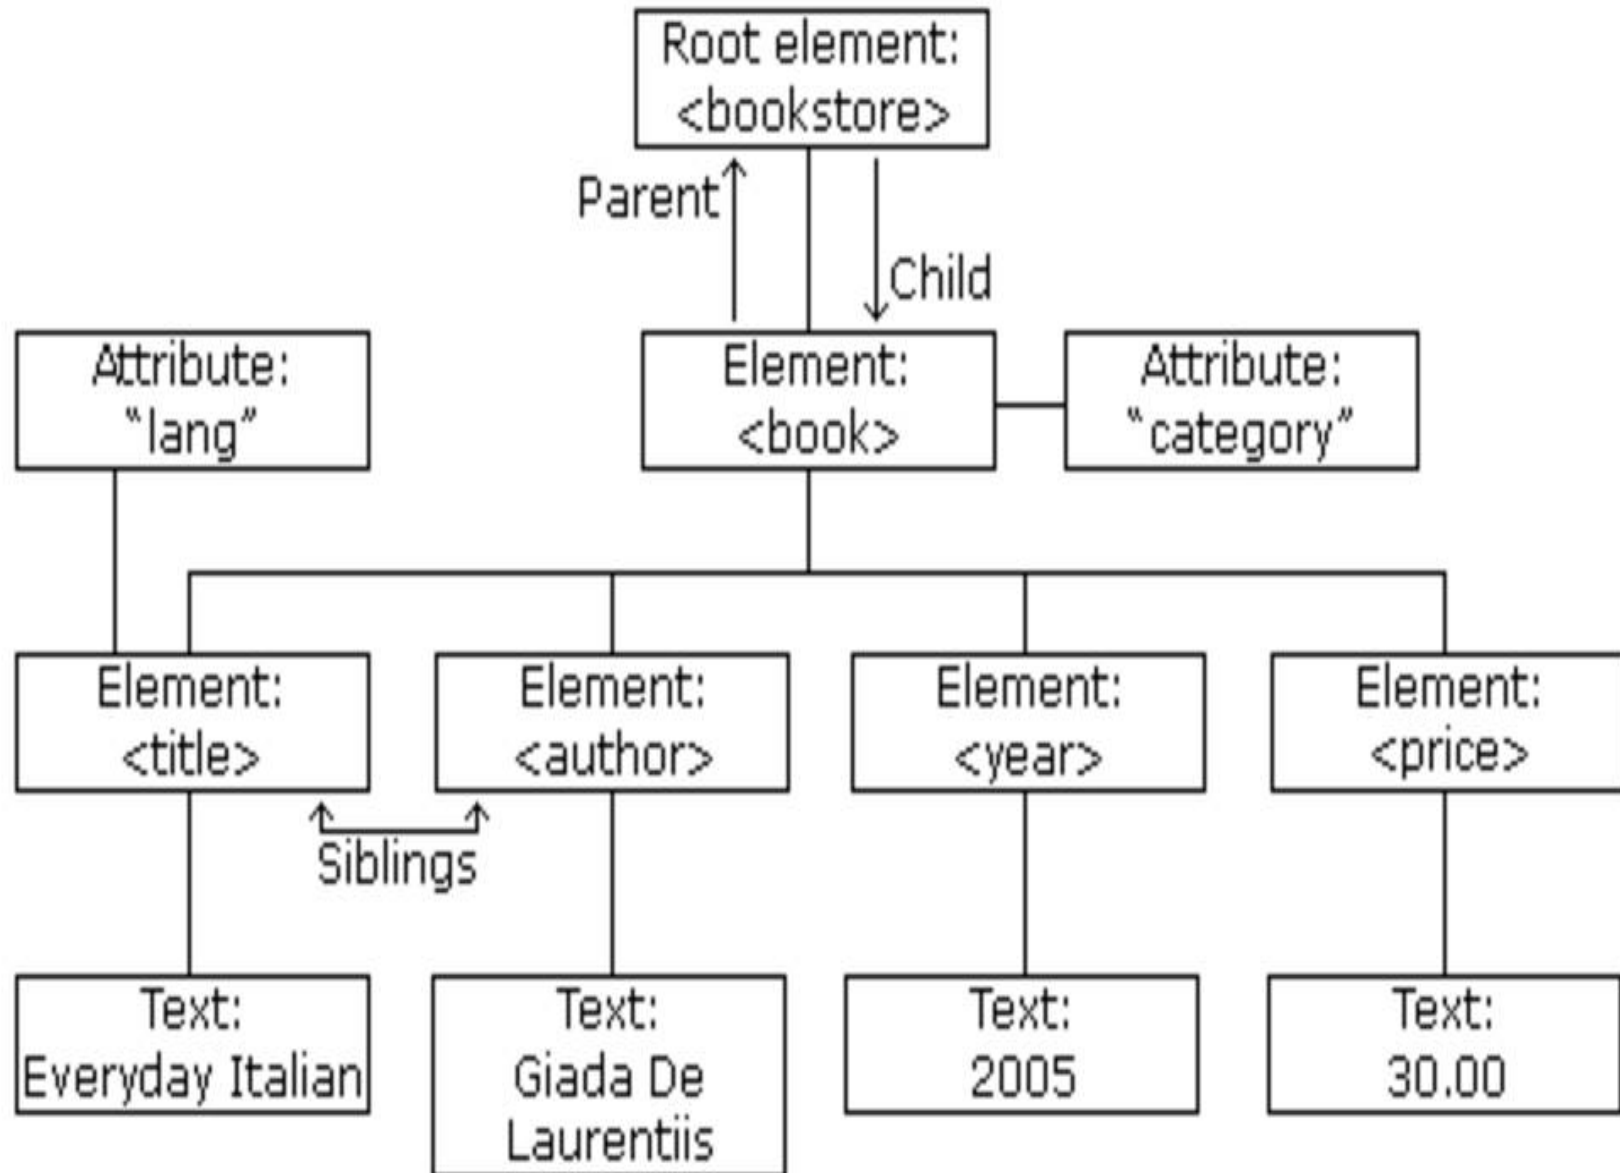 Root element:
<bookstore>
Parent
Child
Attribute:
“lang”
Element:
<book>
Attribute:
“category”
Element:
<title>
Element:
<author>
Element:
<year>
Element:
<price>
Siblings
Text:
Everyday Italian
Text:
Giada De
Laurentiis
Text:
2005
Text:
30.00